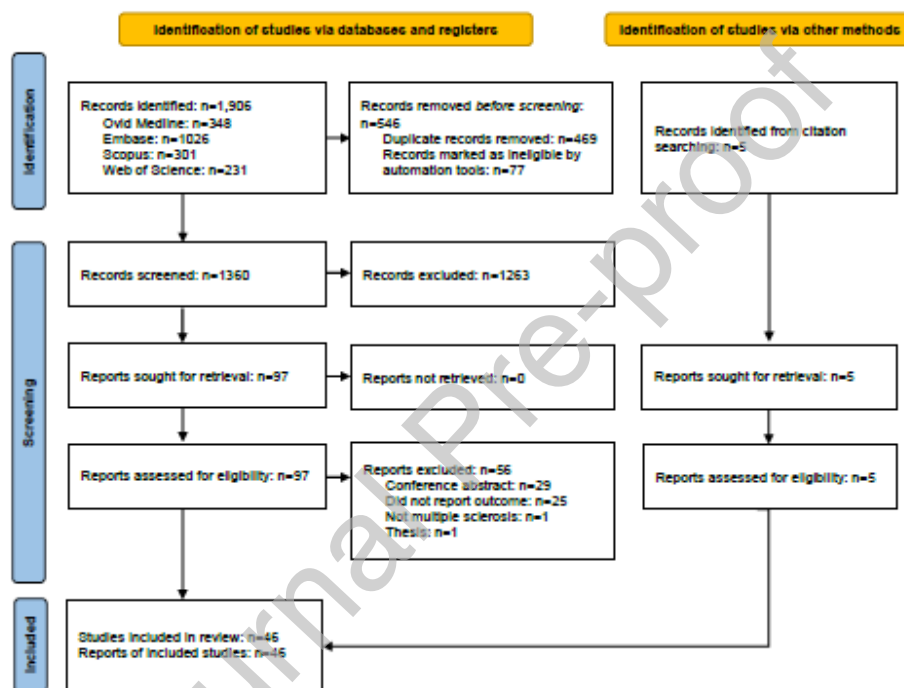 Identification of studies via databases and registers
Identification of studies via other methods
Identification
Records identified: n=1,906
Ovid Medline: n=348
Embase: n=1026
Scopus: n=301
Web of Science: n=231
Records removed before screening:
n=546
Duplicate records removed: n=469
Records marked as ineligible by
automation tools: n=77
Records identified from citation
searching: n=5
Screening
Records screened: n=1360
Records excluded: n=1263
Reports sought for retrieval: n=97
Reports not retrieved: n=0
Reports sought for retrieval: n=5
Reports assessed for eligibility: n=97
Reports excluded: n=56
Conference abstract: n=29
Did not report outcome: n=25
Not multiple sclerosis: n=1
Thesis: n=1
Reports assessed for eligibility: n=5
Included
Studies included in review: n=46
Reports of included studies: n=46
urnal Pre-proof